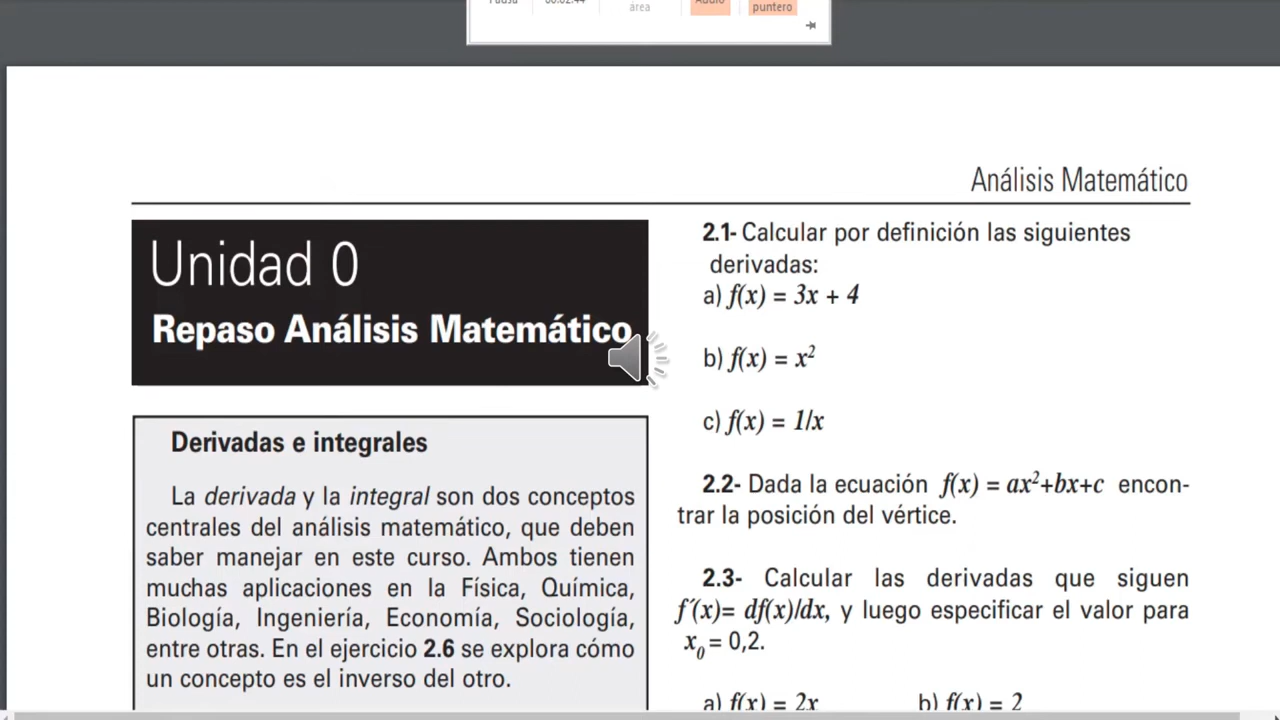 Pausa 00:02:44 área Audio puntero
Análisis Matemático
Unidad 0
Repaso Análisis Matemático
Derivadas e integrales
La derivada y la integral son dos conceptos
centrales del análisis matemático, que deben
saber manejar en este curso. Ambos tienen
muchas aplicaciones en la Física, Química,
Biología, Ingeniería, Economía, Sociología,
entre otras. En el ejercicio 2.6 se explora cómo
un concepto es el inverso del otro.
2.1- Calcular por definición las siguientes
derivadas:
a) f(x) = 3x + 4
b) f(x) = x²
c) f(x) = 1/x
2.2- Dada la ecuación f(x) = ax²+bx+c encon-
trar la posición del vértice.
2.3- Calcular las derivadas que siguen
f´(x)= df(x)/dx, y luego especificar el valor para
x₀ = 0,2.
a) f(x) = 2x b) f(x) = 2